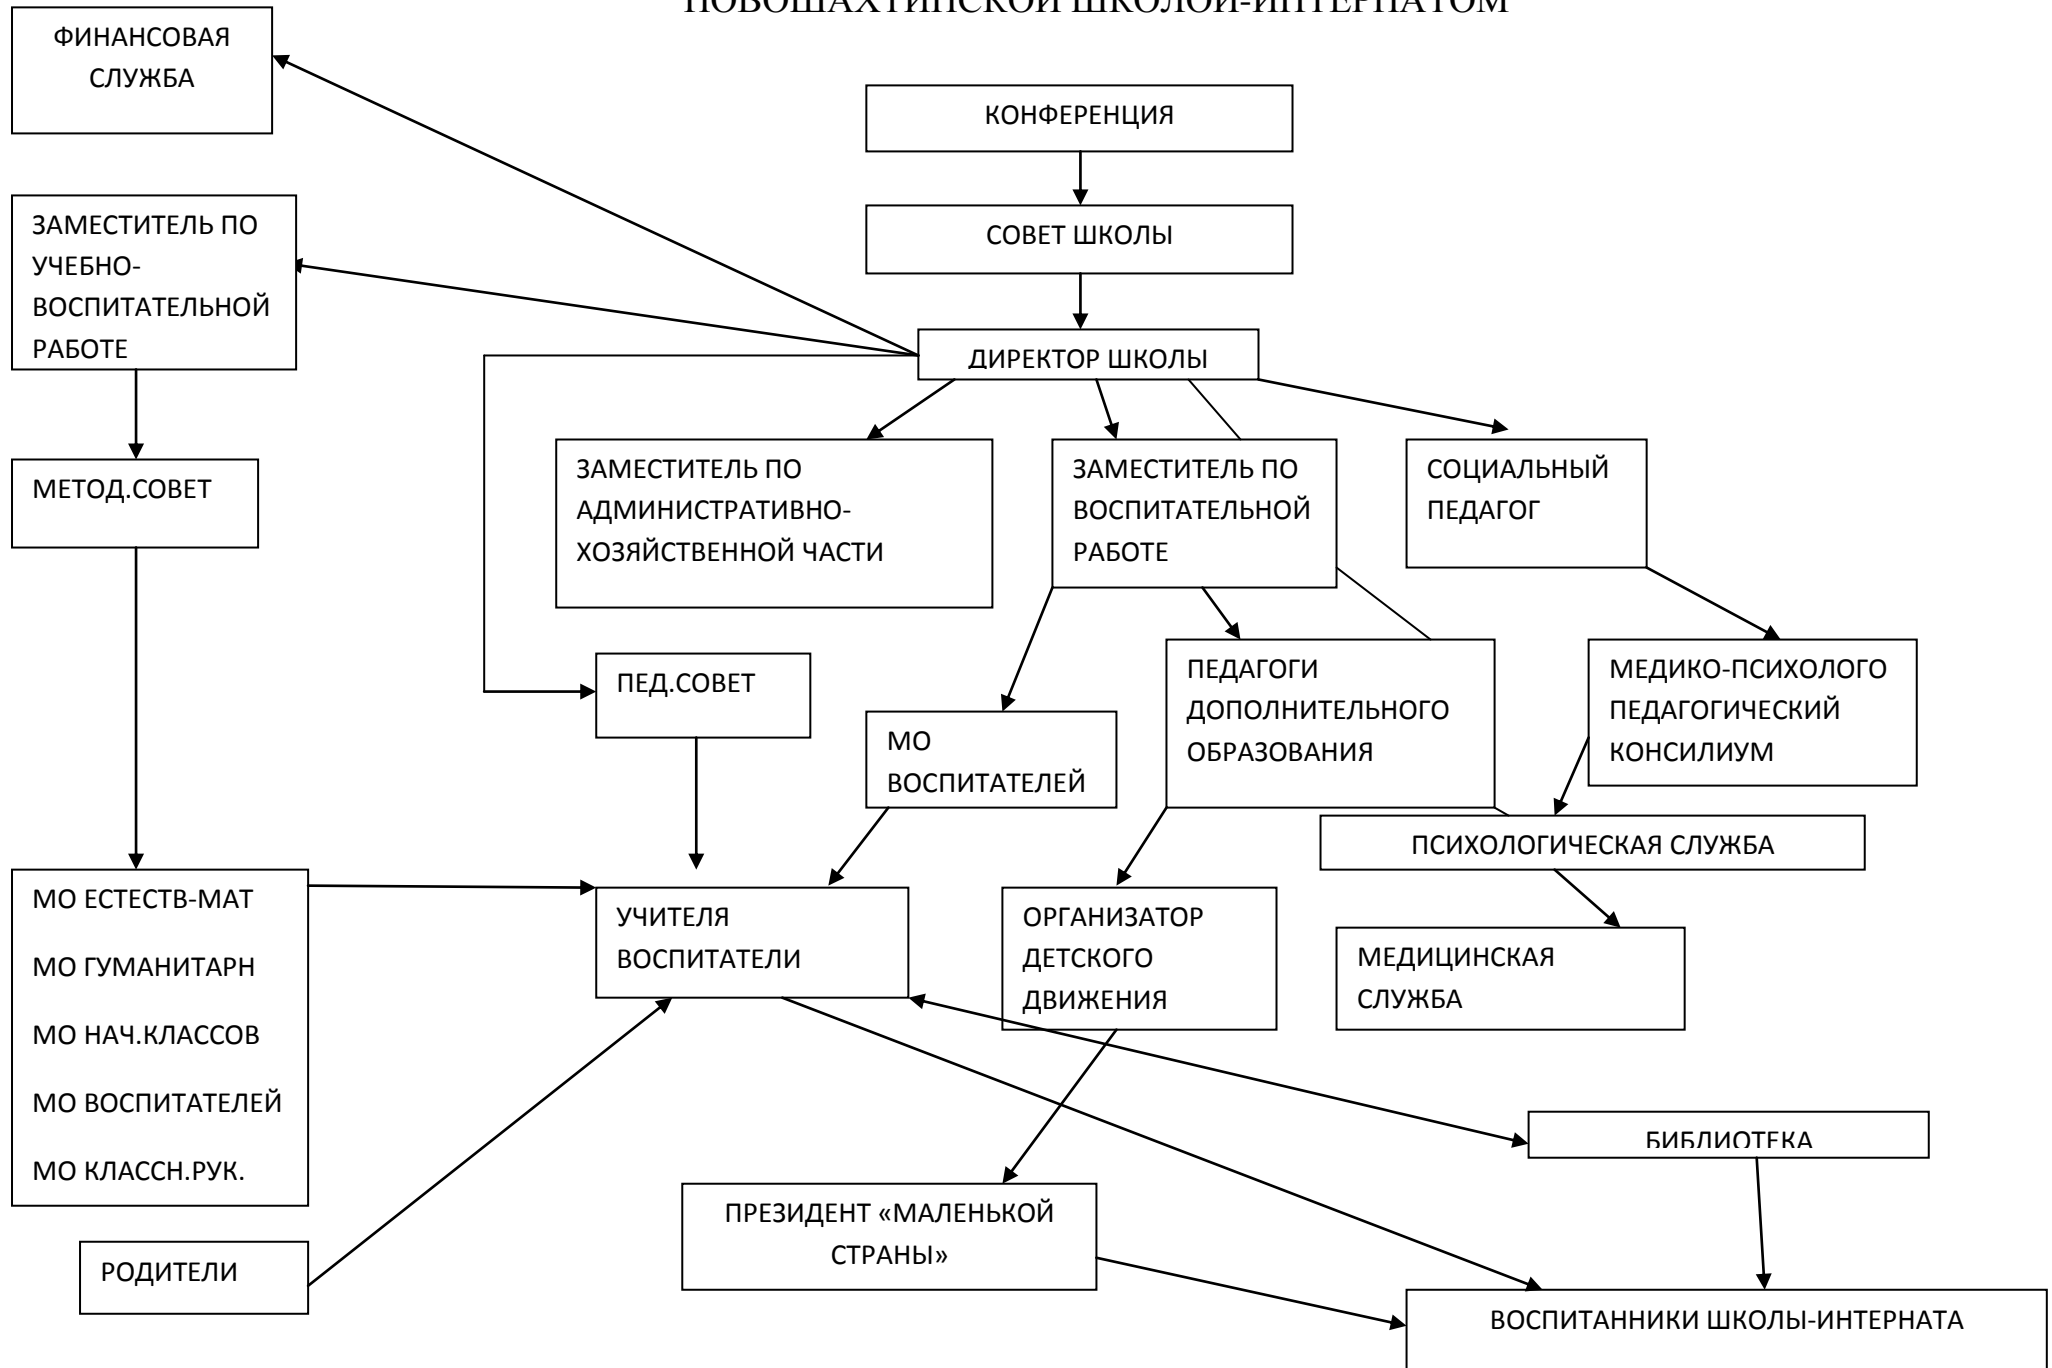 НОВОШАХТИНСКОЙ ШКОЛОЙ-ИНТЕРНАТОМ
ФИНАНСОВАЯ
СЛУЖБА
КОНФЕРЕНЦИЯ
ЗАМЕСТИТЕЛЬ ПО
УЧЕБНО-
ВОСПИТАТЕЛЬНОЙ
РАБОТЕ
СОВЕТ ШКОЛЫ
ДИРЕКТОР ШКОЛЫ
МЕТОД.СОВЕТ
ЗАМЕСТИТЕЛЬ ПО
АДМИНИСТРАТИВНО-
ХОЗЯЙСТВЕННОЙ ЧАСТИ
ЗАМЕСТИТЕЛЬ ПО
ВОСПИТАТЕЛЬНОЙ
РАБОТЕ
СОЦИАЛЬНЫЙ
ПЕДАГОГ
ПЕД.СОВЕТ
МО
ВОСПИТАТЕЛЕЙ
ПЕДАГОГИ
ДОПОЛНИТЕЛЬНОГО
ОБРАЗОВАНИЯ
МЕДИКО-ПСИХОЛОГО
ПЕДАГОГИЧЕСКИЙ
КОНСИЛИУМ
ПСИХОЛОГИЧЕСКАЯ СЛУЖБА
МО ЕСТЕСТВ-МАТ
МО ГУМАНИТАРН
МО НАЧ.КЛАССОВ
МО ВОСПИТАТЕЛЕЙ
МО КЛАССН.РУК.
УЧИТЕЛЯ
ВОСПИТАТЕЛИ
ОРГАНИЗАТОР
ДЕТСКОГО
ДВИЖЕНИЯ
МЕДИЦИНСКАЯ
СЛУЖБА
БИБЛИОТЕКА
ПРЕЗИДЕНТ «МАЛЕНЬКОЙ
СТРАНЫ»
РОДИТЕЛИ
ВОСПИТАННИКИ ШКОЛЫ-ИНТЕРНАТА